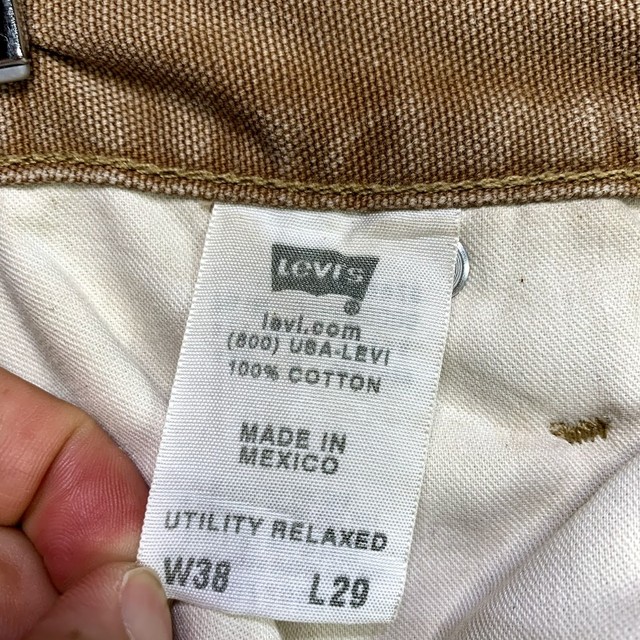 Levi's
®
levi.com
(800) USA-LEVI
100% COTTON
MADE IN
MEXICO
UTILITY RELAXED
W38 L29